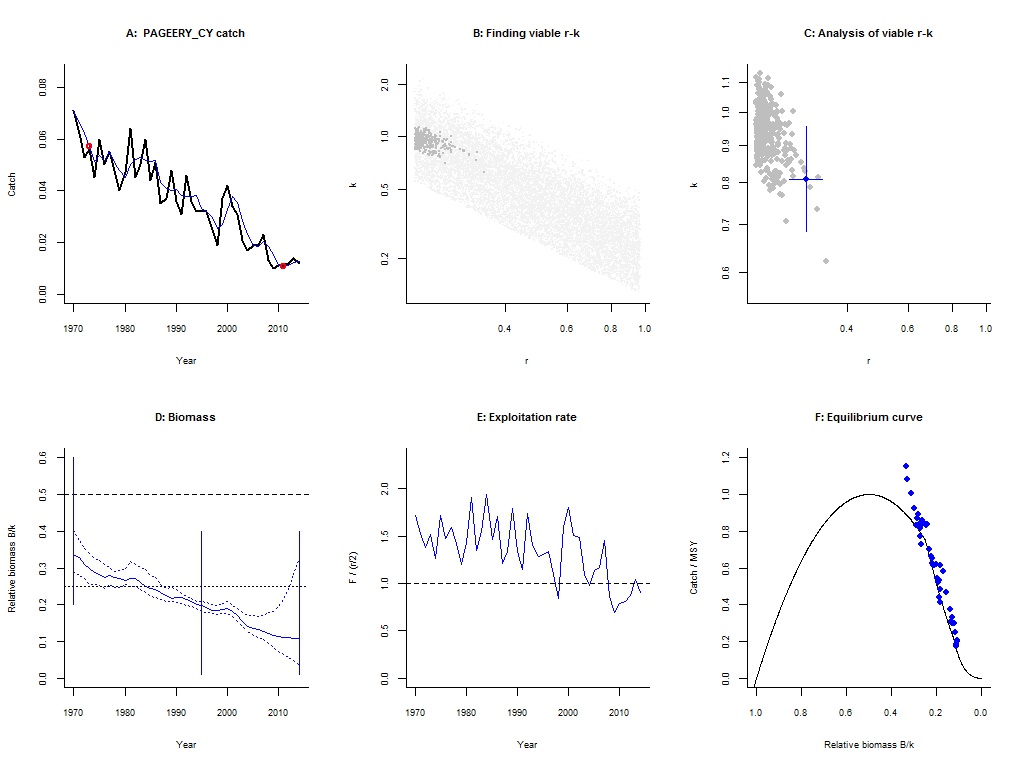 A: PAGEERY_CY catch
B: Finding viable r-k
C: Analysis of viable r-k
Catch
0.00 0.02 0.04 0.06 0.08
1970 1980 1990 2000 2010
Year
k
0.2 0.5 1.0 2.0
0.4 0.6 0.8 1.0
r
k
0.6 0.7 0.8 0.9 1.0 1.1
0.4 0.6 0.8 1.0
r
D: Biomass
E: Exploitation rate
F: Equilibrium curve
Relative biomass B/k
0.0 0.1 0.2 0.3 0.4 0.5 0.6
1970 1980 1990 2000 2010
Year
F / (r/2)
0.0 0.5 1.0 1.5 2.0
1970 1980 1990 2000 2010
Year
Catch / MSY
0.0 0.2 0.4 0.6 0.8 1.0 1.2
1.0 0.8 0.6 0.4 0.2 0.0
Relative biomass B/k